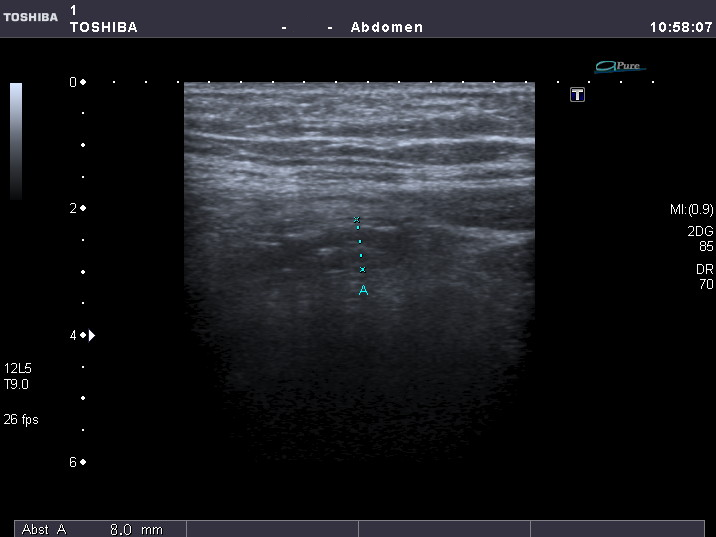 TOSHIBA
1
TOSHIBA - - Abdomen 10:58:07
aPure
T
0
2
4
6
MI:(0.9)
2DG
85
DR
70
A
12L5
T9.0
26 fps
Abst A 8.0 mm